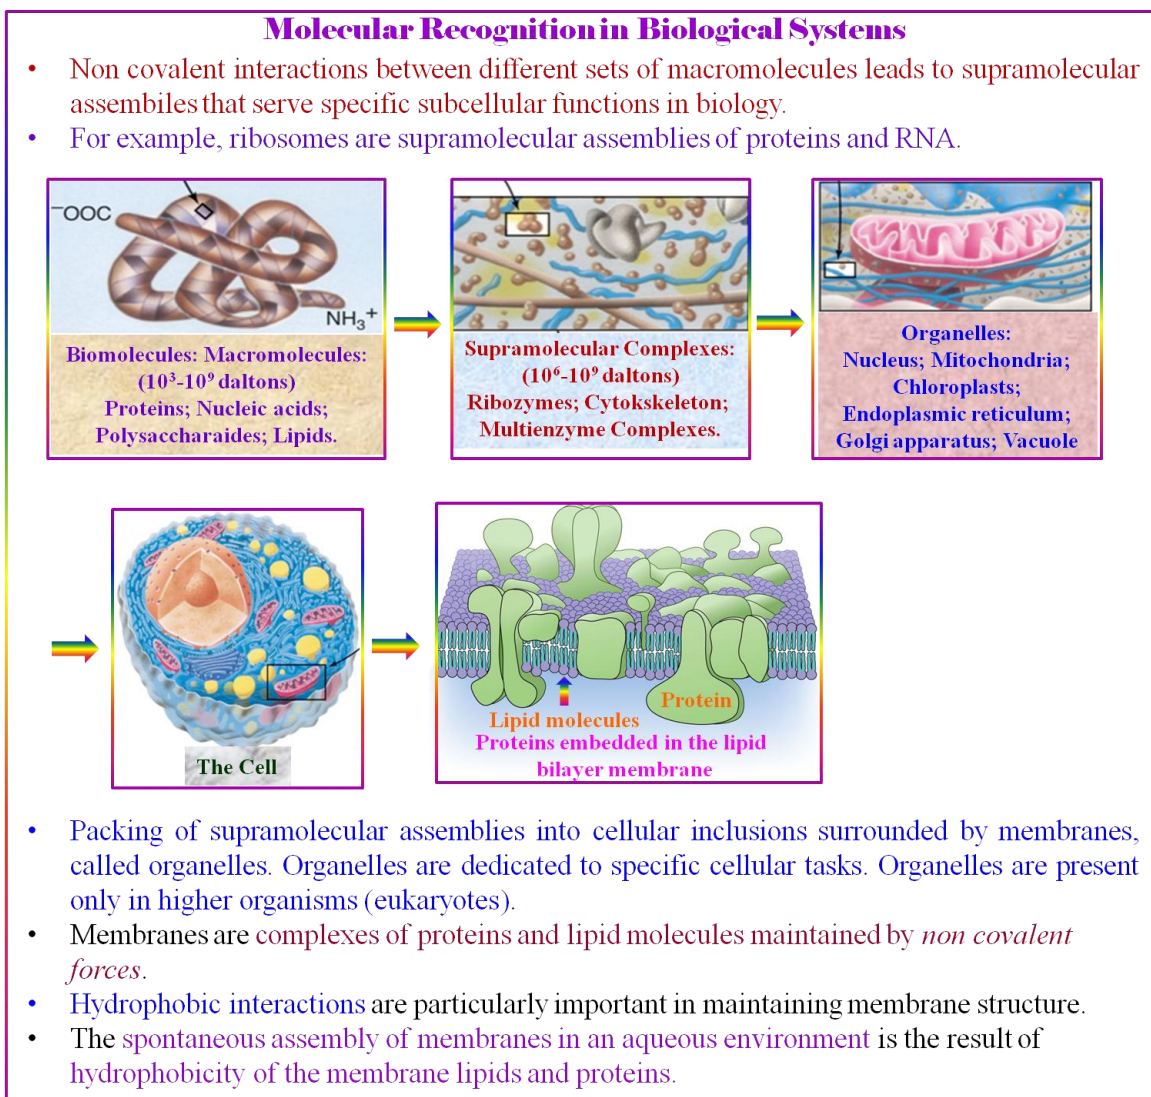 Molecular Recognition in Biological Systems
• Non covalent interactions between different sets of macromolecules leads to supramolecular
assembiles that serve specific subcellular functions in biology.
• For example, ribosomes are supramolecular assemblies of proteins and RNA.
⁻OOC
NH₃⁺
Biomolecules: Macromolecules:
(10³-10⁹ daltons)
Proteins; Nucleic acids;
Polysaccharaides; Lipids.
Supramolecular Complexes:
(10⁶-10⁹ daltons)
Ribozymes; Cytokskeleton;
Multienzyme Complexes.
Organelles:
Nucleus; Mitochondria;
Chloroplasts;
Endoplasmic reticulum;
Golgi apparatus; Vacuole
The Cell
Protein
Lipid molecules
Proteins embedded in the lipid
bilayer membrane
• Packing of supramolecular assemblies into cellular inclusions surrounded by membranes,
called organelles. Organelles are dedicated to specific cellular tasks. Organelles are present
only in higher organisms (eukaryotes).
• Membranes are complexes of proteins and lipid molecules maintained by non covalent
forces.
• Hydrophobic interactions are particularly important in maintaining membrane structure.
• The spontaneous assembly of membranes in an aqueous environment is the result of
hydrophobicity of the membrane lipids and proteins.